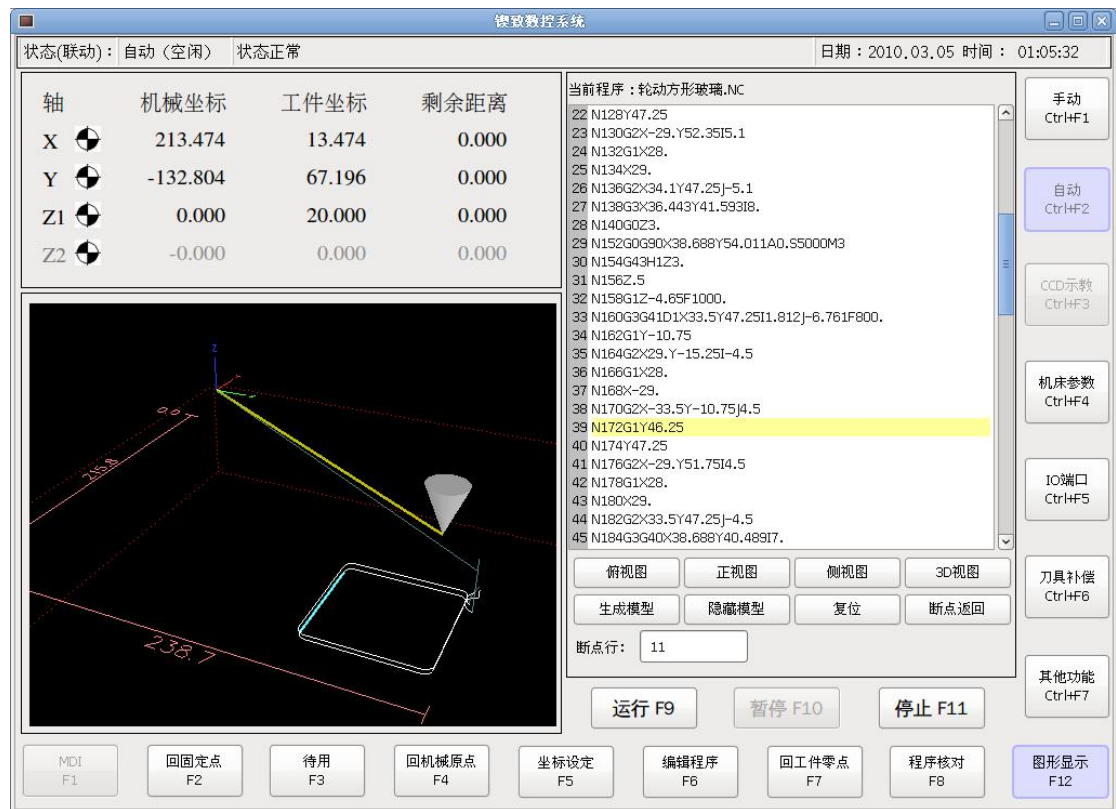 锲致数控系统
状态(联动)： 自动（空闲） 状态正常 日期：2010.03.05 时间： 01:05:32
轴 机械坐标 工件坐标 剩余距离
X 213.474 13.474 0.000
Y -132.804 67.196 0.000
Z1 0.000 20.000 0.000
Z2 -0.000 0.000 0.000
z
0.0
215.8
238.7
当前程序：轮动方形玻璃.NC
22 N128Y47.25
23 N130G2X-29.Y52.35I5.1
24 N132G1X28.
25 N134X29.
26 N136G2X34.1Y47.25J-5.1
27 N138G3X36.443Y41.593I8.
28 N140G0Z3.
29 N152G0G90X38.688Y54.011A0.S5000M3
30 N154G43H1Z3.
31 N156Z.5
32 N158G1Z-4.65F1000.
33 N160G3G41D1X33.5Y47.25I1.812J-6.761F800.
34 N162G1Y-10.75
35 N164G2X29.Y-15.25I-4.5
36 N166G1X28.
37 N168X-29.
38 N170G2X-33.5Y-10.75J4.5
39 N172G1Y46.25
40 N174Y47.25
41 N176G2X-29.Y51.75I4.5
42 N178G1X28.
43 N180X29.
44 N182G2X33.5Y47.25J-4.5
45 N184G3G40X38.688Y40.489I7.
俯视图 正视图 侧视图 3D视图
生成模型 隐藏模型 复位 断点返回
断点行： 11
运行 F9 暂停 F10 停止 F11
手动
Ctrl+F1
自动
Ctrl+F2
CCD示教
Ctrl+F3
机床参数
Ctrl+F4
IO端口
Ctrl+F5
刀具补偿
Ctrl+F6
其他功能
Ctrl+F7
MDI
F1
回固定点
F2
待用
F3
回机械原点
F4
坐标设定
F5
编辑程序
F6
回工件零点
F7
程序核对
F8
图形显示
F12